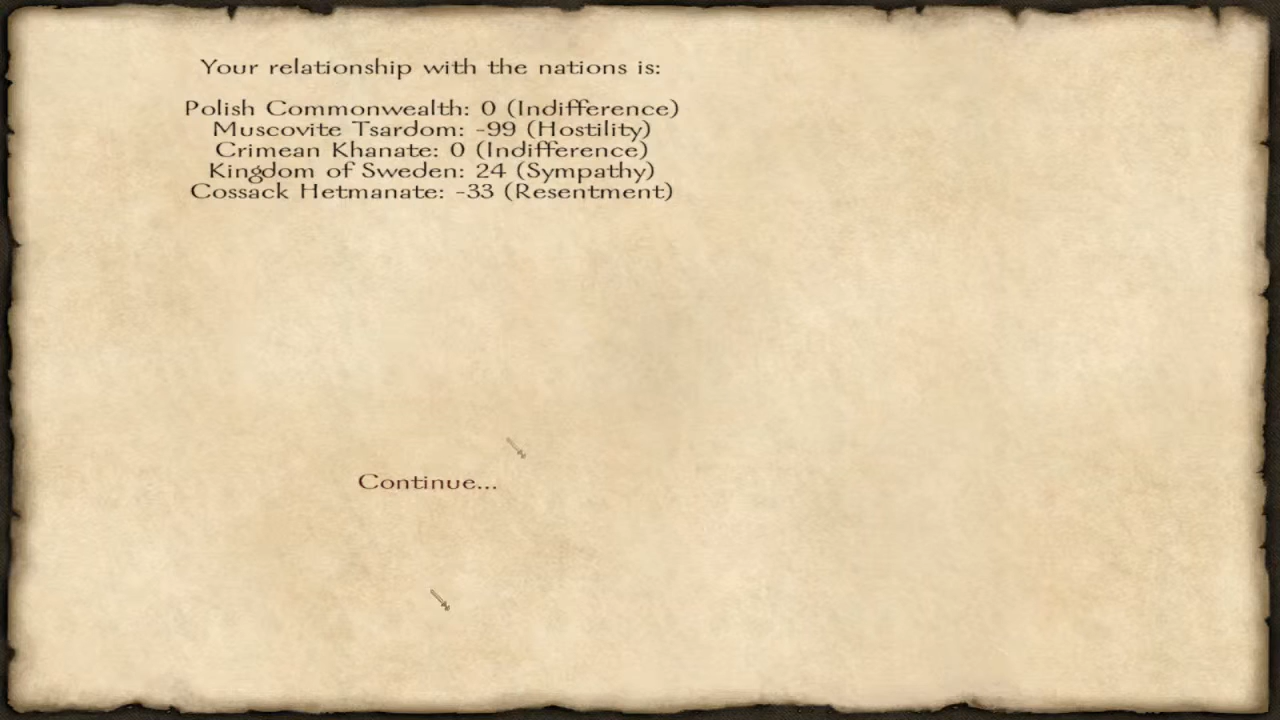 Your relationship with the nations is:
Polish Commonwealth: 0 (Indifference)
Muscovite Tsardom: -99 (Hostility)
Crimean Khanate: 0 (Indifference)
Kingdom of Sweden: 24 (Sympathy)
Cossack Hetmanate: -33 (Resentment)
Continue...